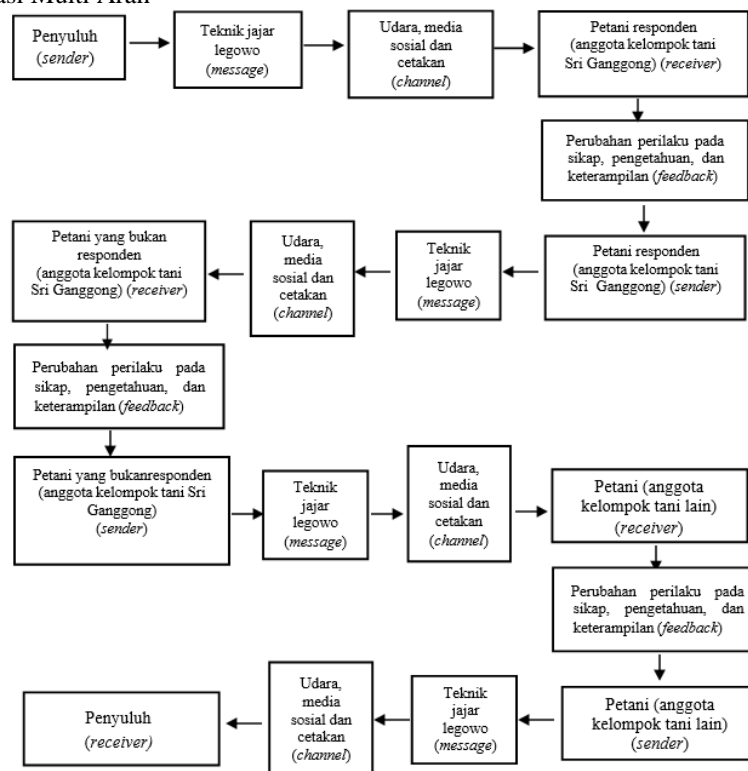 asi Multi Arah
Penyuluh
(sender)
Teknik jajar
legowo
(message)
Udara, media
sosial dan
cetakan
(channel)
Petani responden
(anggota kelompok tani
Sri Ganggong) (receiver)
Perubahan perilaku pada
sikap, pengetahuan, dan
keterampilan (feedback)
Petani responden
(anggota kelompok tani
Sri Ganggong) (sender)
Teknik
jajar
legowo
(message)
Udara,
media
sosial dan
cetakan
(channel)
Petani yang bukan
responden
(anggota kelompok tani
Sri Ganggong) (receiver)
Perubahan perilaku pada
sikap, pengetahuan, dan
keterampilan (feedback)
Petani yang bukanresponden
(anggota kelompok tani Sri
Ganggong)
(sender)
Teknik
jajar
legowo
(message)
Udara,
media
sosial dan
cetakan
(channel)
Petani (anggota
kelompok tani lain)
(receiver)
Perubahan perilaku pada
sikap, pengetahuan, dan
keterampilan (feedback)
Petani (anggota
kelompok tani lain)
(sender)
Teknik
jajar
legowo
(message)
Udara,
media
sosial dan
cetakan
(channel)
Penyuluh
(receiver)